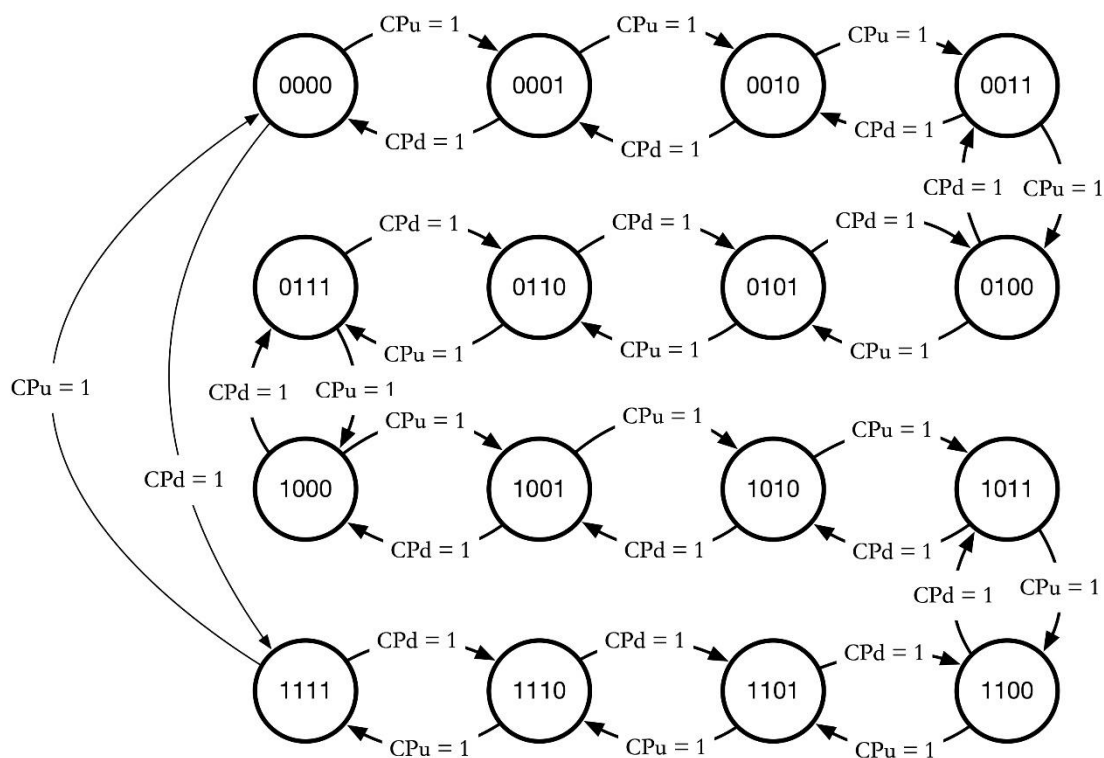 CPu = 1
CPu = 1
CPu = 1
0000
0001
0010
0011
CPd = 1
CPd = 1
CPd = 1
CPd = 1
CPu = 1
CPd = 1
CPd = 1
CPd = 1
0111
0110
0101
0100
CPu = 1
CPu = 1
CPu = 1
CPu = 1
CPd = 1
CPu = 1
CPu = 1
CPu = 1
CPu = 1
CPd = 1
1000
1001
1010
1011
CPd = 1
CPd = 1
CPd = 1
CPd = 1
CPu = 1
CPd = 1
CPd = 1
CPd = 1
1111
1110
1101
1100
CPu = 1
CPu = 1
CPu = 1